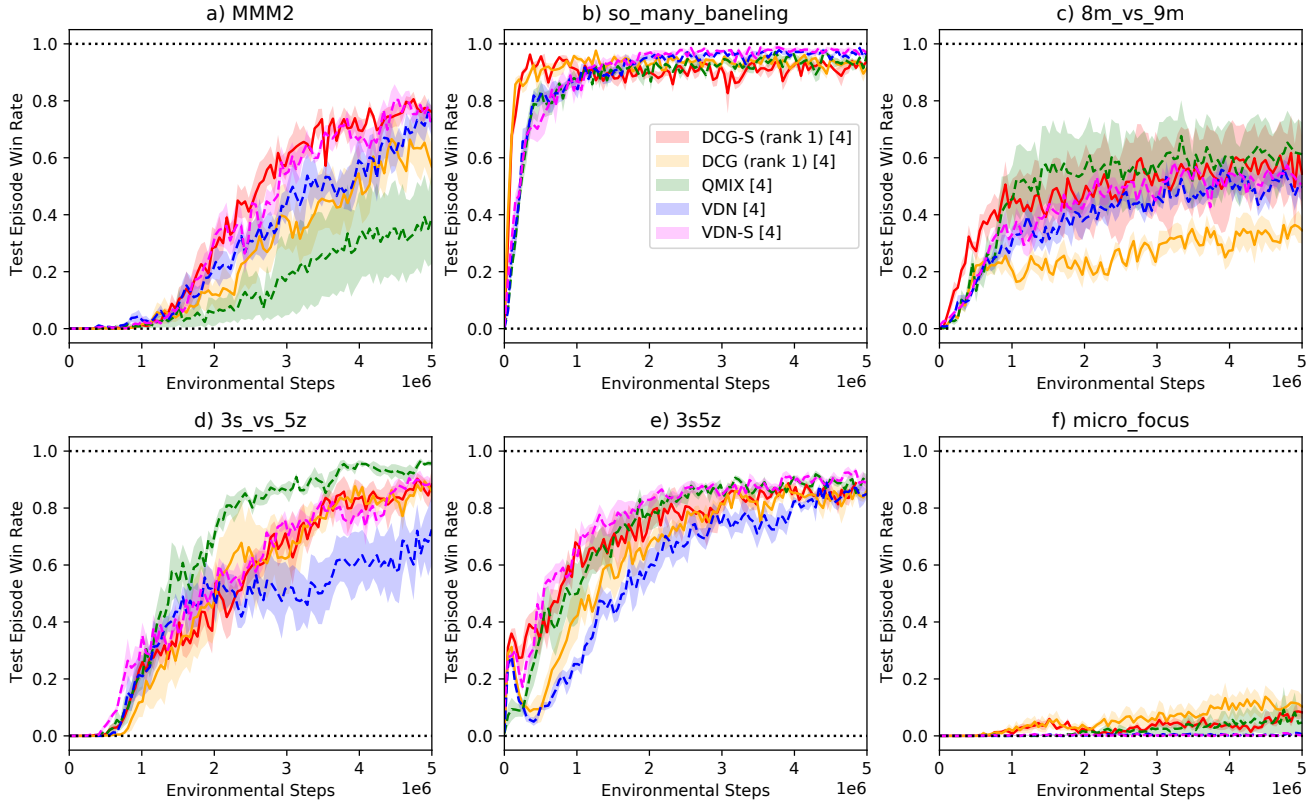 a) MMM2
b) so_many_baneling
c) 8m_vs_9m
Test Episode Win Rate
1.0
0.8
0.6
0.4
0.2
0.0
0 1 2 3 4 5
Environmental Steps
1e6
Test Episode Win Rate
1.0
0.8
0.6
0.4
0.2
0.0
DCG-S (rank 1) [4]
DCG (rank 1) [4]
QMIX [4]
VDN [4]
VDN-S [4]
0 1 2 3 4 5
Environmental Steps
1e6
Test Episode Win Rate
1.0
0.8
0.6
0.4
0.2
0.0
0 1 2 3 4 5
Environmental Steps
1e6
d) 3s_vs_5z
e) 3s5z
f) micro_focus
Test Episode Win Rate
1.0
0.8
0.6
0.4
0.2
0.0
0 1 2 3 4 5
Environmental Steps
1e6
Test Episode Win Rate
1.0
0.8
0.6
0.4
0.2
0.0
0 1 2 3 4 5
Environmental Steps
1e6
Test Episode Win Rate
1.0
0.8
0.6
0.4
0.2
0.0
0 1 2 3 4 5
Environmental Steps
1e6